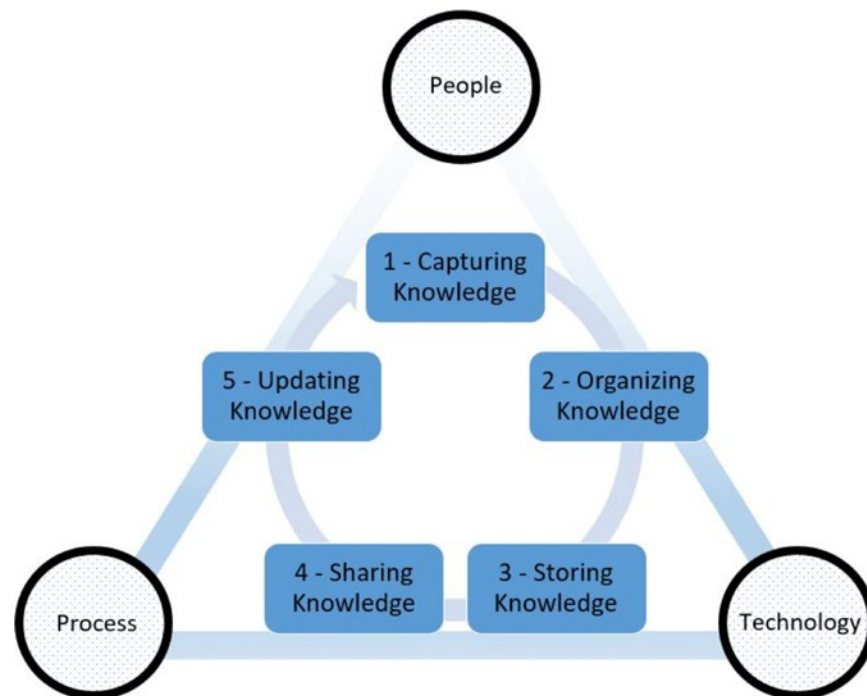 People
1 - Capturing
Knowledge
5 - Updating
Knowledge
2 - Organizing
Knowledge
4 - Sharing
Knowledge
3 - Storing
Knowledge
Process
Technology